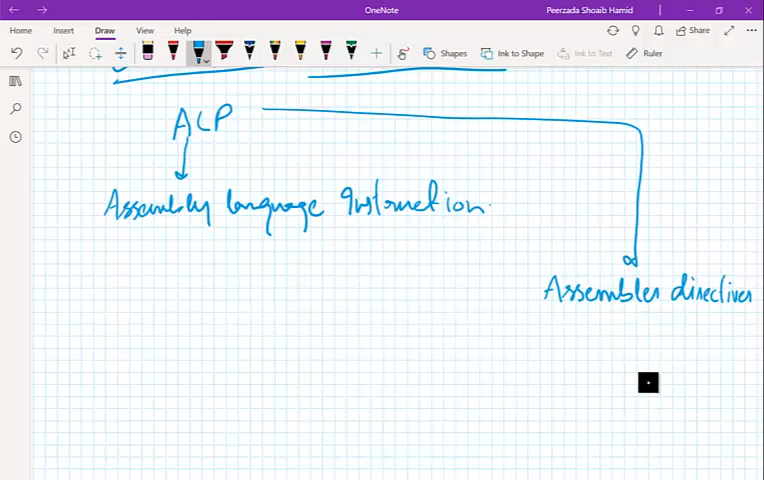 OneNote
Peerzada Shoaib Hamid
Home Insert Draw View Help
Share
Shapes Ink to Shape Ink to Text Ruler
ALP
Assembly language Instruction.
Assembler directives